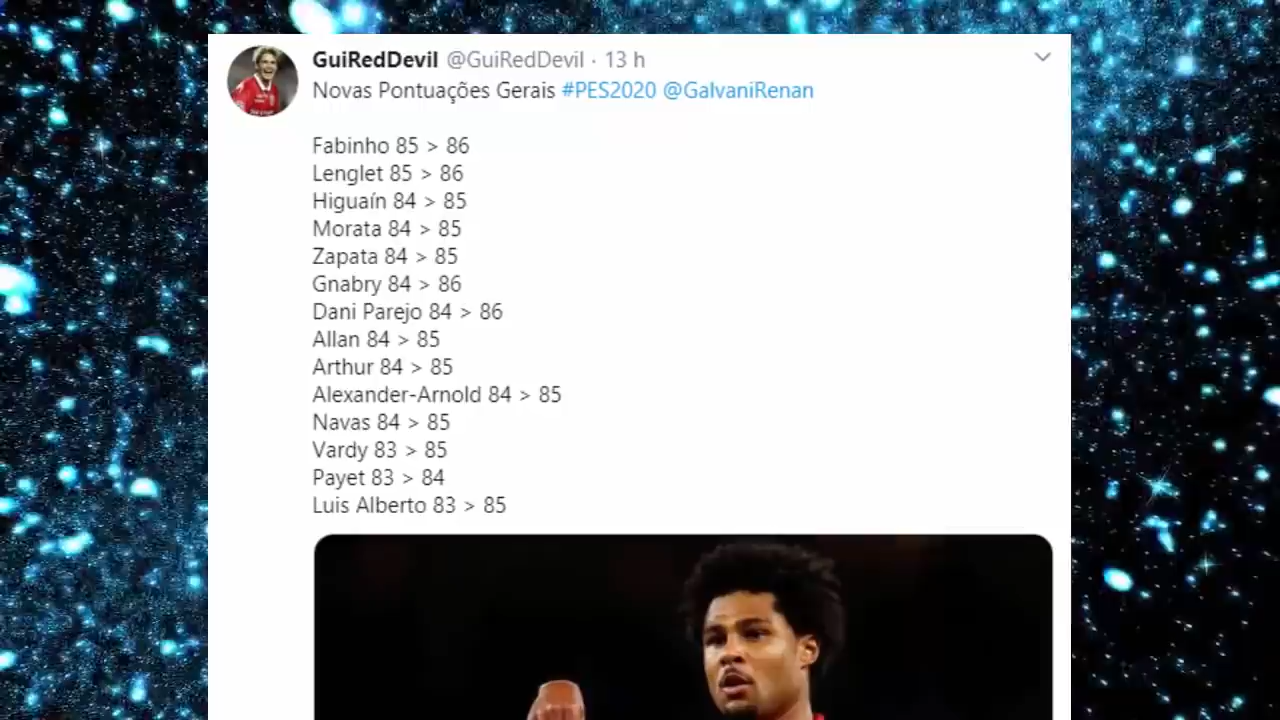 GuiRedDevil @GuiRedDevil · 13 h
Novas Pontuações Gerais #PES2020 @GalvaniRenan
Fabinho 85 > 86
Lenglet 85 > 86
Higuaín 84 > 85
Morata 84 > 85
Zapata 84 > 85
Gnabry 84 > 86
Dani Parejo 84 > 86
Allan 84 > 85
Arthur 84 > 85
Alexander-Arnold 84 > 85
Navas 84 > 85
Vardy 83 > 85
Payet 83 > 84
Luis Alberto 83 > 85